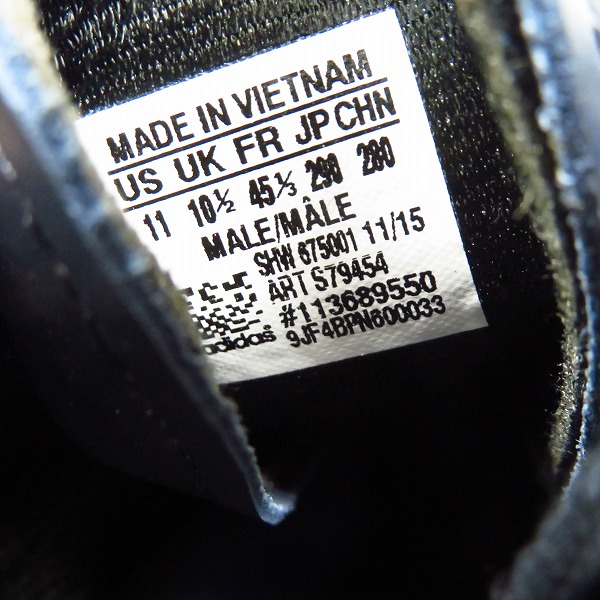 MADE IN VIETNAM
US UK FR JP CHN
11 10½ 45⅓ 290 280
MALE/MÂLE
SHW 675001 11/15
ART S79454
#113689550
adidas 9JF4BPN600033